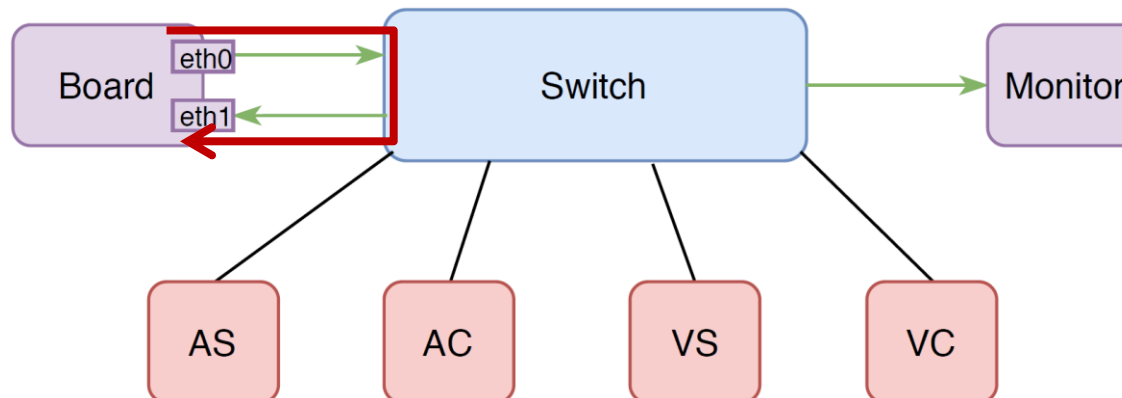 Board
eth0
eth1
Switch
Monitor
AS
AC
VS
VC